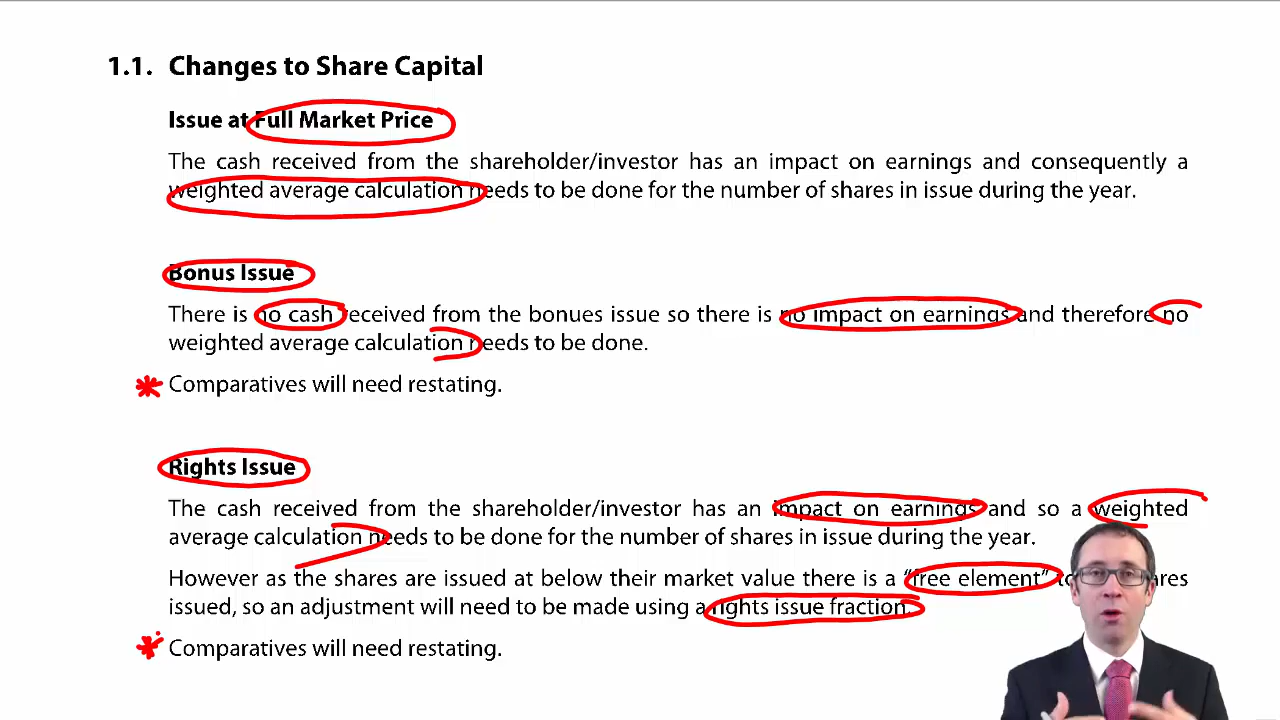 1.1. Changes to Share Capital
Issue at Full Market Price
The cash received from the shareholder/investor has an impact on earnings and consequently a
weighted average calculation needs to be done for the number of shares in issue during the year.
Bonus Issue
There is no cash received from the bonues issue so there is no impact on earnings and therefore no
weighted average calculation needs to be done.
Comparatives will need restating.
Rights Issue
The cash received from the shareholder/investor has an impact on earnings and so a weighted
average calculation needs to be done for the number of shares in issue during the year.
However as the shares are issued at below their market value there is a “free element” to
issued, so an adjustment will need to be made using a rights issue fraction.
Comparatives will need restating.